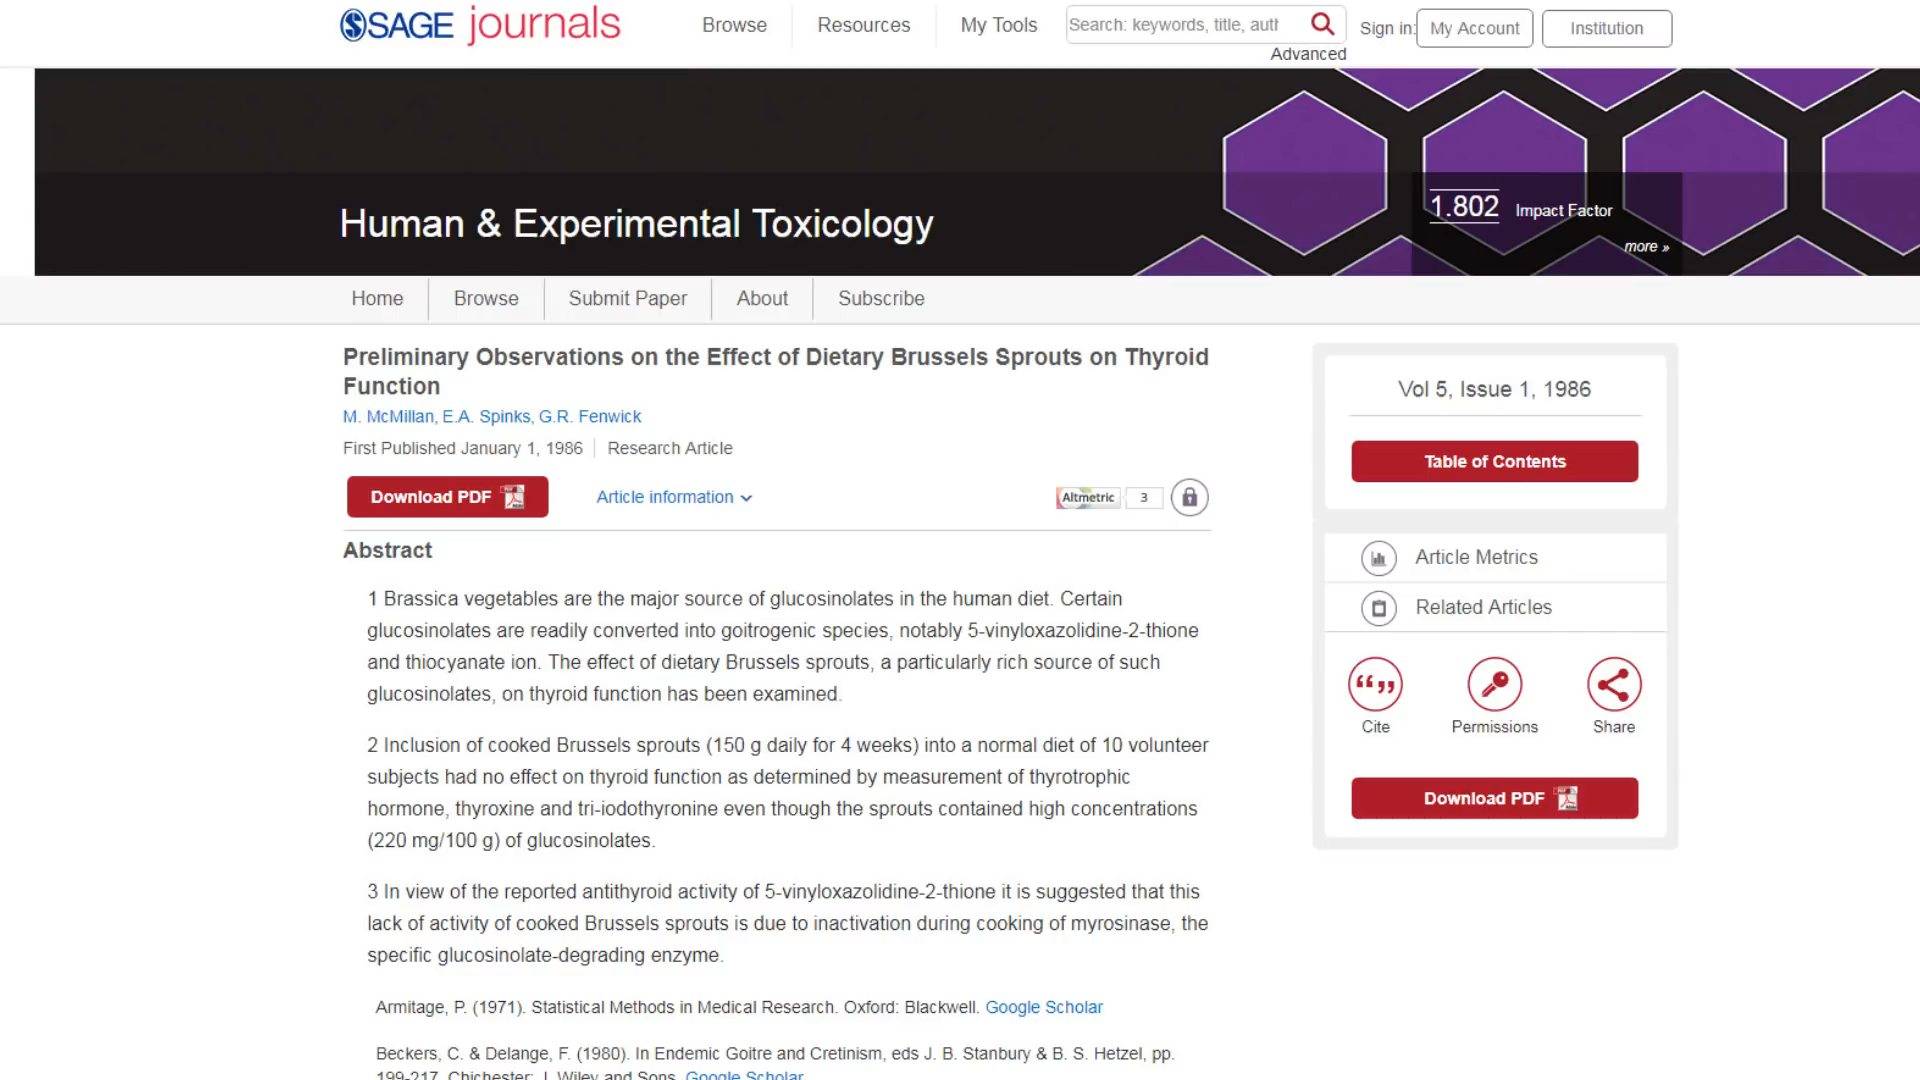 SAGE journals
Browse
Resources
My Tools
Search: keywords, title, auth
Advanced
Sign in:
My Account
Institution
Human & Experimental Toxicology
1.802 Impact Factor
more »
Home
Browse
Submit Paper
About
Subscribe
Preliminary Observations on the Effect of Dietary Brussels Sprouts on Thyroid
Function
M. McMillan, E.A. Spinks, G.R. Fenwick
First Published January 1, 1986
Research Article
Download PDF
Article information
Altmetric 3
Abstract
1 Brassica vegetables are the major source of glucosinolates in the human diet. Certain
glucosinolates are readily converted into goitrogenic species, notably 5-vinyloxazolidine-2-thione
and thiocyanate ion. The effect of dietary Brussels sprouts, a particularly rich source of such
glucosinolates, on thyroid function has been examined.
2 Inclusion of cooked Brussels sprouts (150 g daily for 4 weeks) into a normal diet of 10 volunteer
subjects had no effect on thyroid function as determined by measurement of thyrotrophic
hormone, thyroxine and tri-iodothyronine even though the sprouts contained high concentrations
(220 mg/100 g) of glucosinolates.
3 In view of the reported antithyroid activity of 5-vinyloxazolidine-2-thione it is suggested that this
lack of activity of cooked Brussels sprouts is due to inactivation during cooking of myrosinase, the
specific glucosinolate-degrading enzyme.
Armitage, P. (1971). Statistical Methods in Medical Research. Oxford: Blackwell. Google Scholar
Beckers, C. & Delange, F. (1980). In Endemic Goitre and Cretinism, eds J. B. Stanbury & B. S. Hetzel, pp.
199-217. Chichester: J. Wiley and Sons. Google Scholar
Vol 5, Issue 1, 1986
Table of Contents
Article Metrics
Related Articles
Cite
Permissions
Share
Download PDF